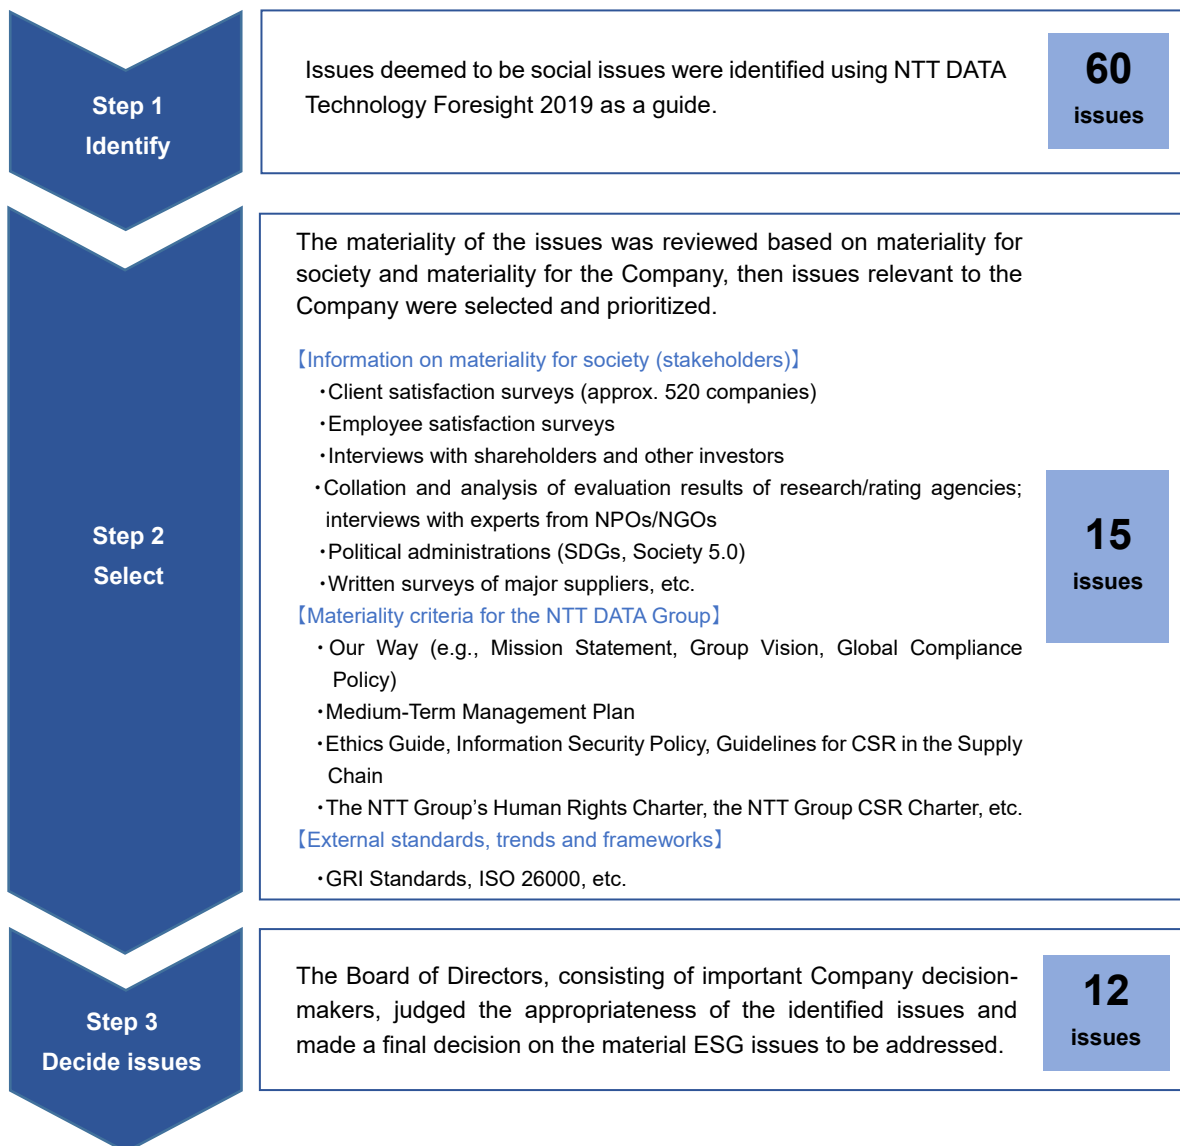 Step 1
Identify
Issues deemed to be social issues were identified using NTT DATA
Technology Foresight 2019 as a guide.
60
issues
Step 2
Select
The materiality of the issues was reviewed based on materiality for
society and materiality for the Company, then issues relevant to the
Company were selected and prioritized.
【Information on materiality for society (stakeholders)】
・Client satisfaction surveys (approx. 520 companies)
・Employee satisfaction surveys
・Interviews with shareholders and other investors
・Collation and analysis of evaluation results of research/rating agencies;
interviews with experts from NPOs/NGOs
・Political administrations (SDGs, Society 5.0)
・Written surveys of major suppliers, etc.
【Materiality criteria for the NTT DATA Group】
・Our Way (e.g., Mission Statement, Group Vision, Global Compliance
Policy)
・Medium-Term Management Plan
・Ethics Guide, Information Security Policy, Guidelines for CSR in the Supply
Chain
・The NTT Group's Human Rights Charter, the NTT Group CSR Charter, etc.
【External standards, trends and frameworks】
・GRI Standards, ISO 26000, etc.
15
issues
Step 3
Decide issues
The Board of Directors, consisting of important Company decision-
makers, judged the appropriateness of the identified issues and
made a final decision on the material ESG issues to be addressed.
12
issues